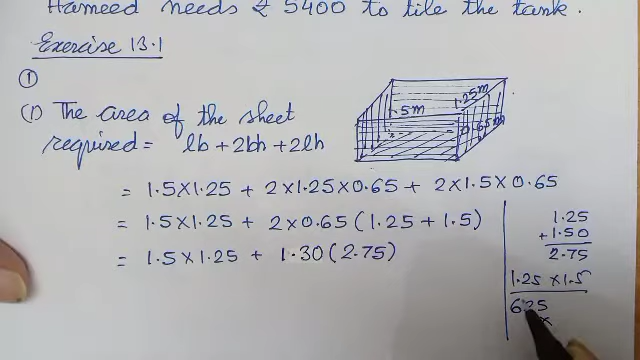 Hameed needs ₹ 5400 to tile the tank.
Exercise 13.1
①
(1) The area of the sheet
required = lb + 2bh + 2lh
1.5m
1.25m
0.65m
= 1.5×1.25 + 2×1.25×0.65 + 2×1.5×0.65
= 1.5×1.25 + 2×0.65(1.25 + 1.5)
= 1.5×1.25 + 1.30(2.75)
1.25
+1.50
2.75
1.25 ×1.5
625
×